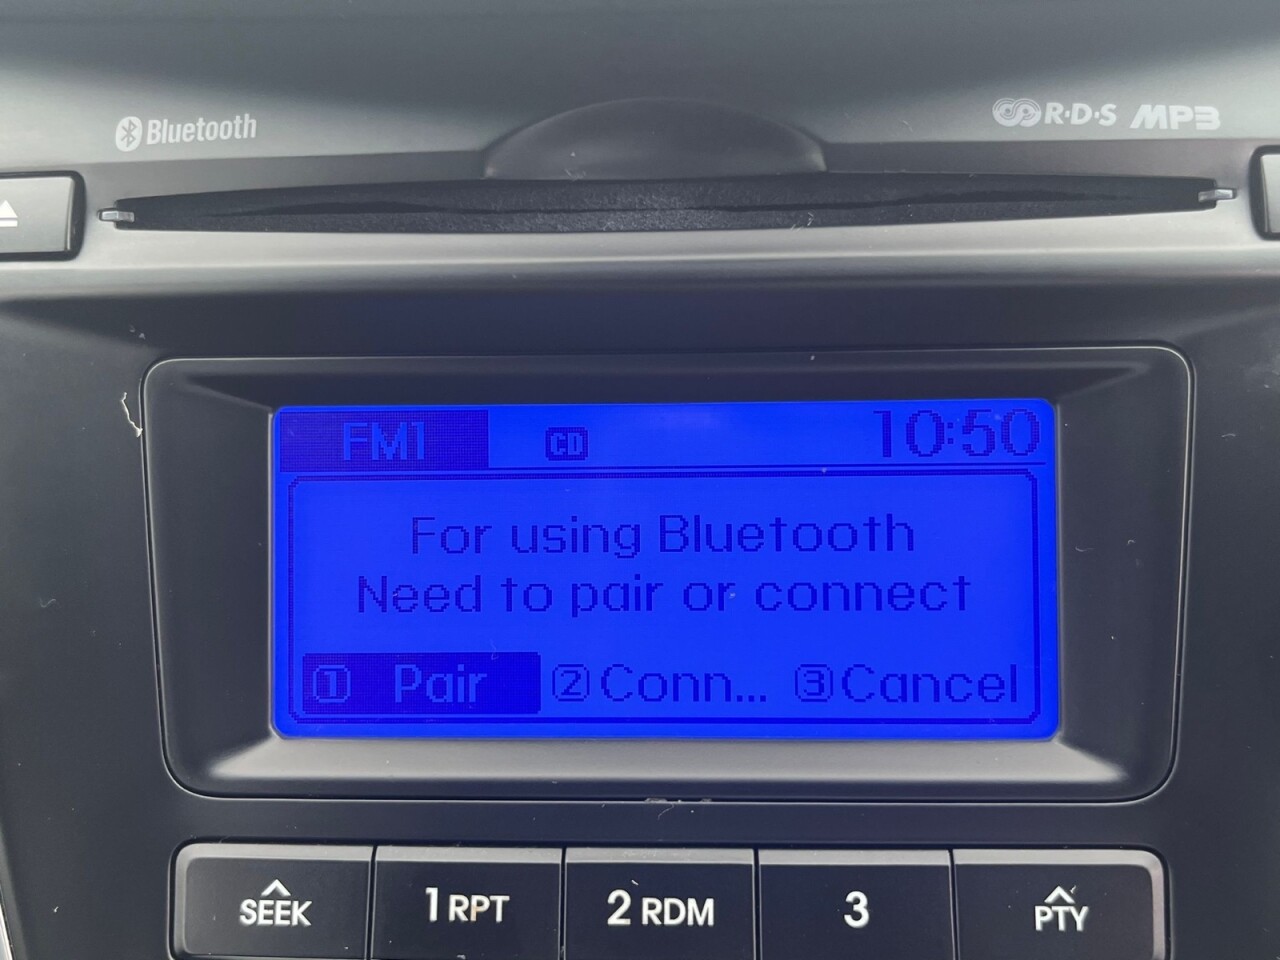 Bluetooth
R·D·S MP3
FM1 CD 10:50
For using Bluetooth
Need to pair or connect
1 Pair 2 Conn... 3 Cancel
SEEK 1 RPT 2 RDM 3 PTY